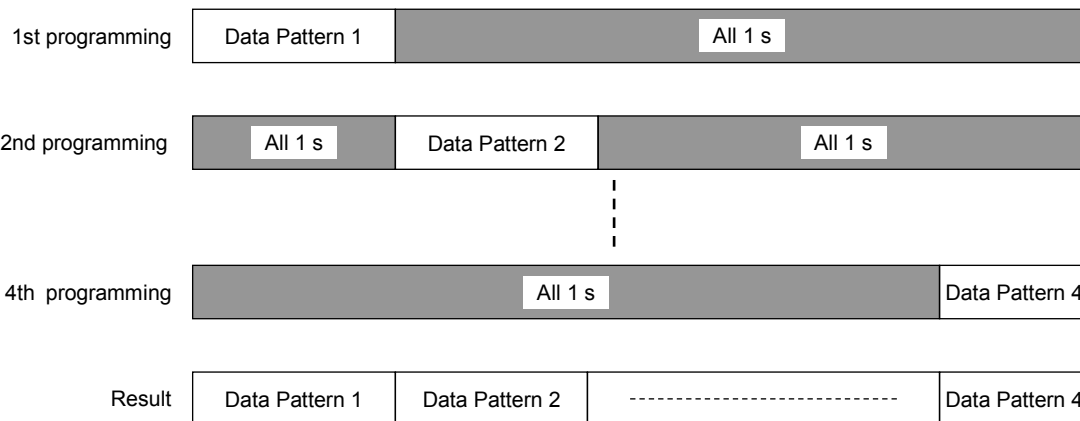 1st programming Data Pattern 1 All 1 s
2nd programming All 1 s Data Pattern 2 All 1 s
4th programming All 1 s Data Pattern 4
Result Data Pattern 1 Data Pattern 2 Data Pattern 4